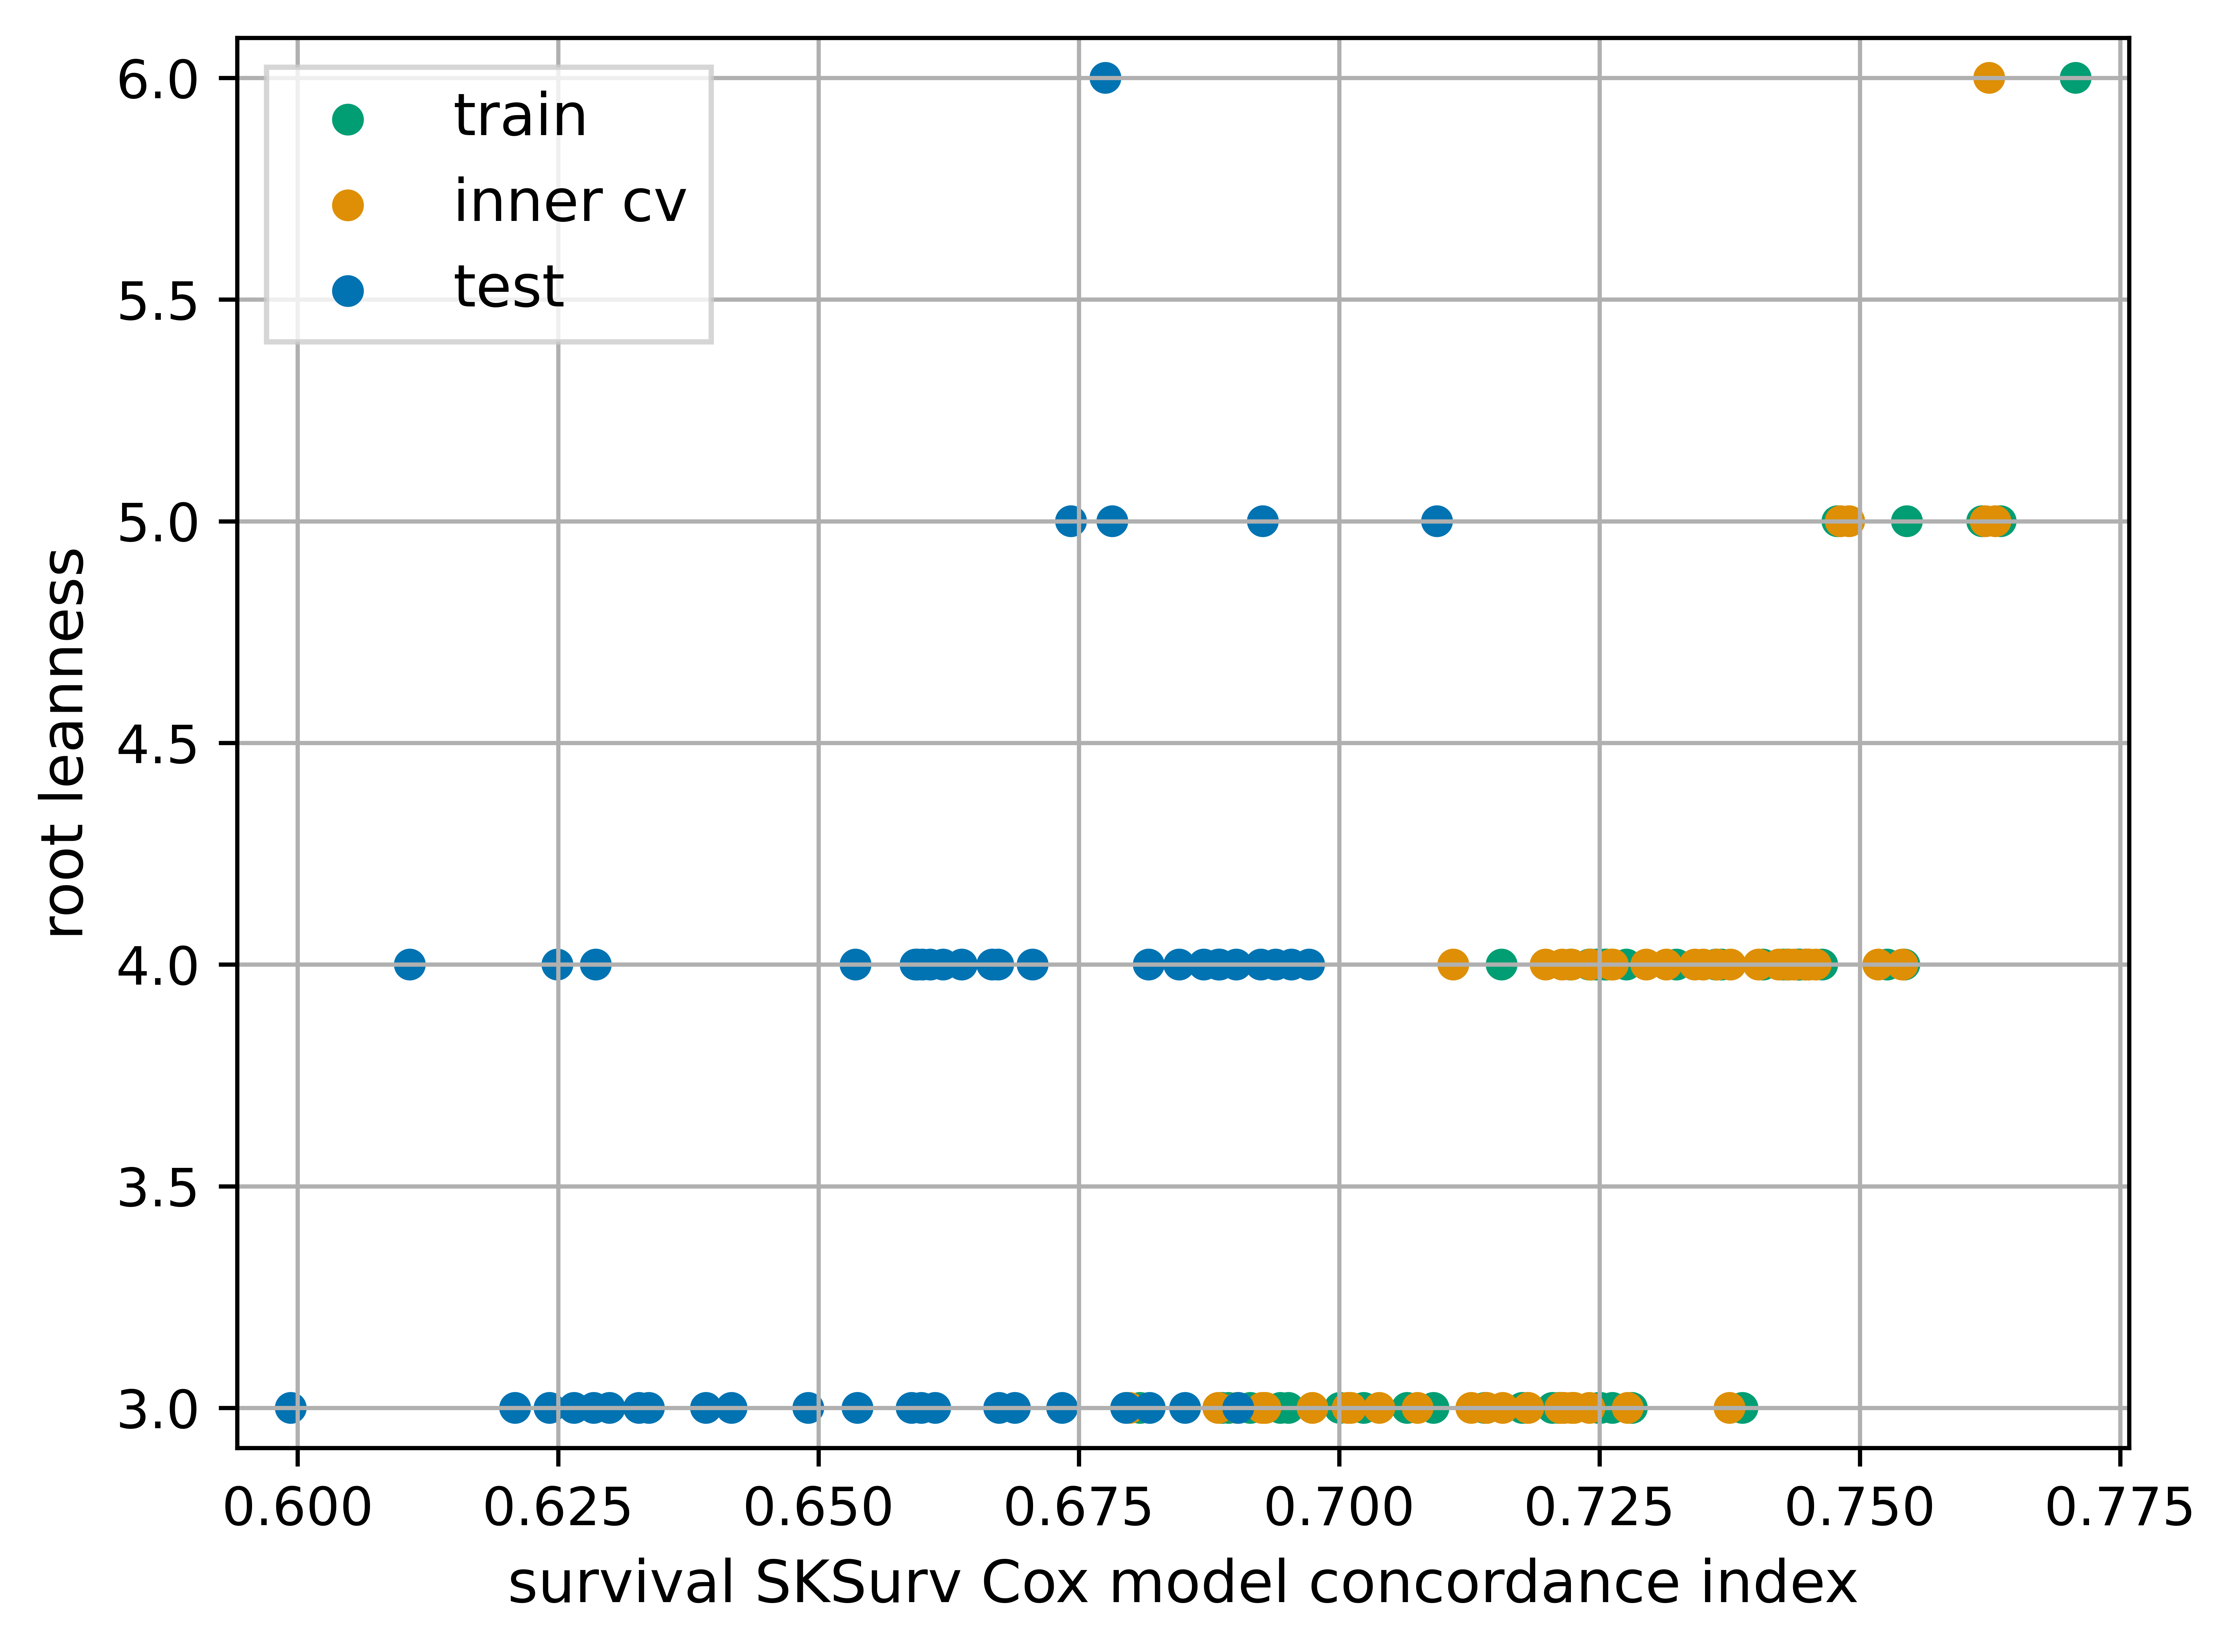 6.0
5.5
5.0
4.5
4.0
3.5
3.0
root leanness
train
inner cv
test
0.600 0.625 0.650 0.675 0.700 0.725 0.750 0.775
survival SKSurv Cox model concordance index